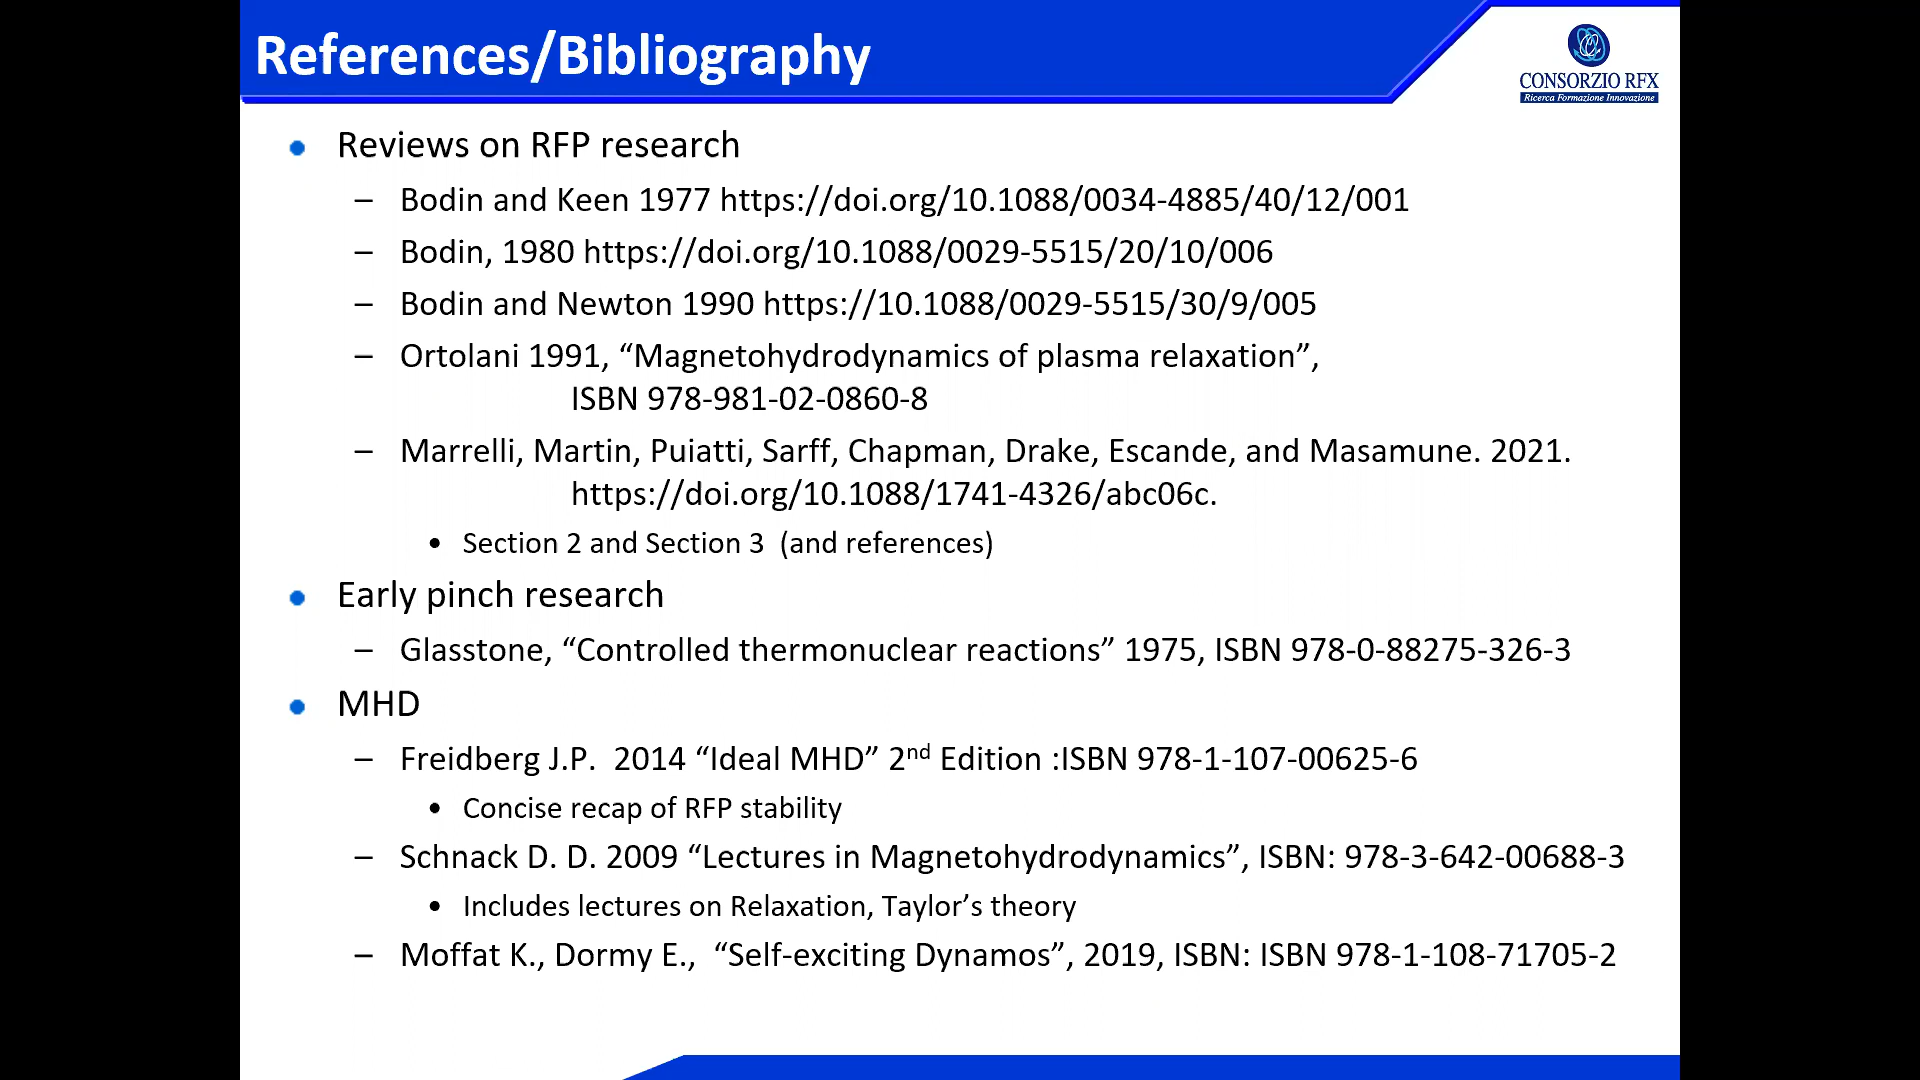 References/Bibliography
CONSORZIO RFX
Ricerca Formazione Innovazione
• Reviews on RFP research
– Bodin and Keen 1977 https://doi.org/10.1088/0034-4885/40/12/001
– Bodin, 1980 https://doi.org/10.1088/0029-5515/20/10/006
– Bodin and Newton 1990 https://10.1088/0029-5515/30/9/005
– Ortolani 1991, “Magnetohydrodynamics of plasma relaxation”,
ISBN 978-981-02-0860-8
– Marrelli, Martin, Puiatti, Sarff, Chapman, Drake, Escande, and Masamune. 2021.
https://doi.org/10.1088/1741-4326/abc06c.
• Section 2 and Section 3 (and references)
• Early pinch research
– Glasstone, “Controlled thermonuclear reactions” 1975, ISBN 978-0-88275-326-3
• MHD
– Freidberg J.P. 2014 “Ideal MHD” 2nd Edition :ISBN 978-1-107-00625-6
• Concise recap of RFP stability
– Schnack D. D. 2009 “Lectures in Magnetohydrodynamics”, ISBN: 978-3-642-00688-3
• Includes lectures on Relaxation, Taylor’s theory
– Moffat K., Dormy E., “Self-exciting Dynamos”, 2019, ISBN: ISBN 978-1-108-71705-2